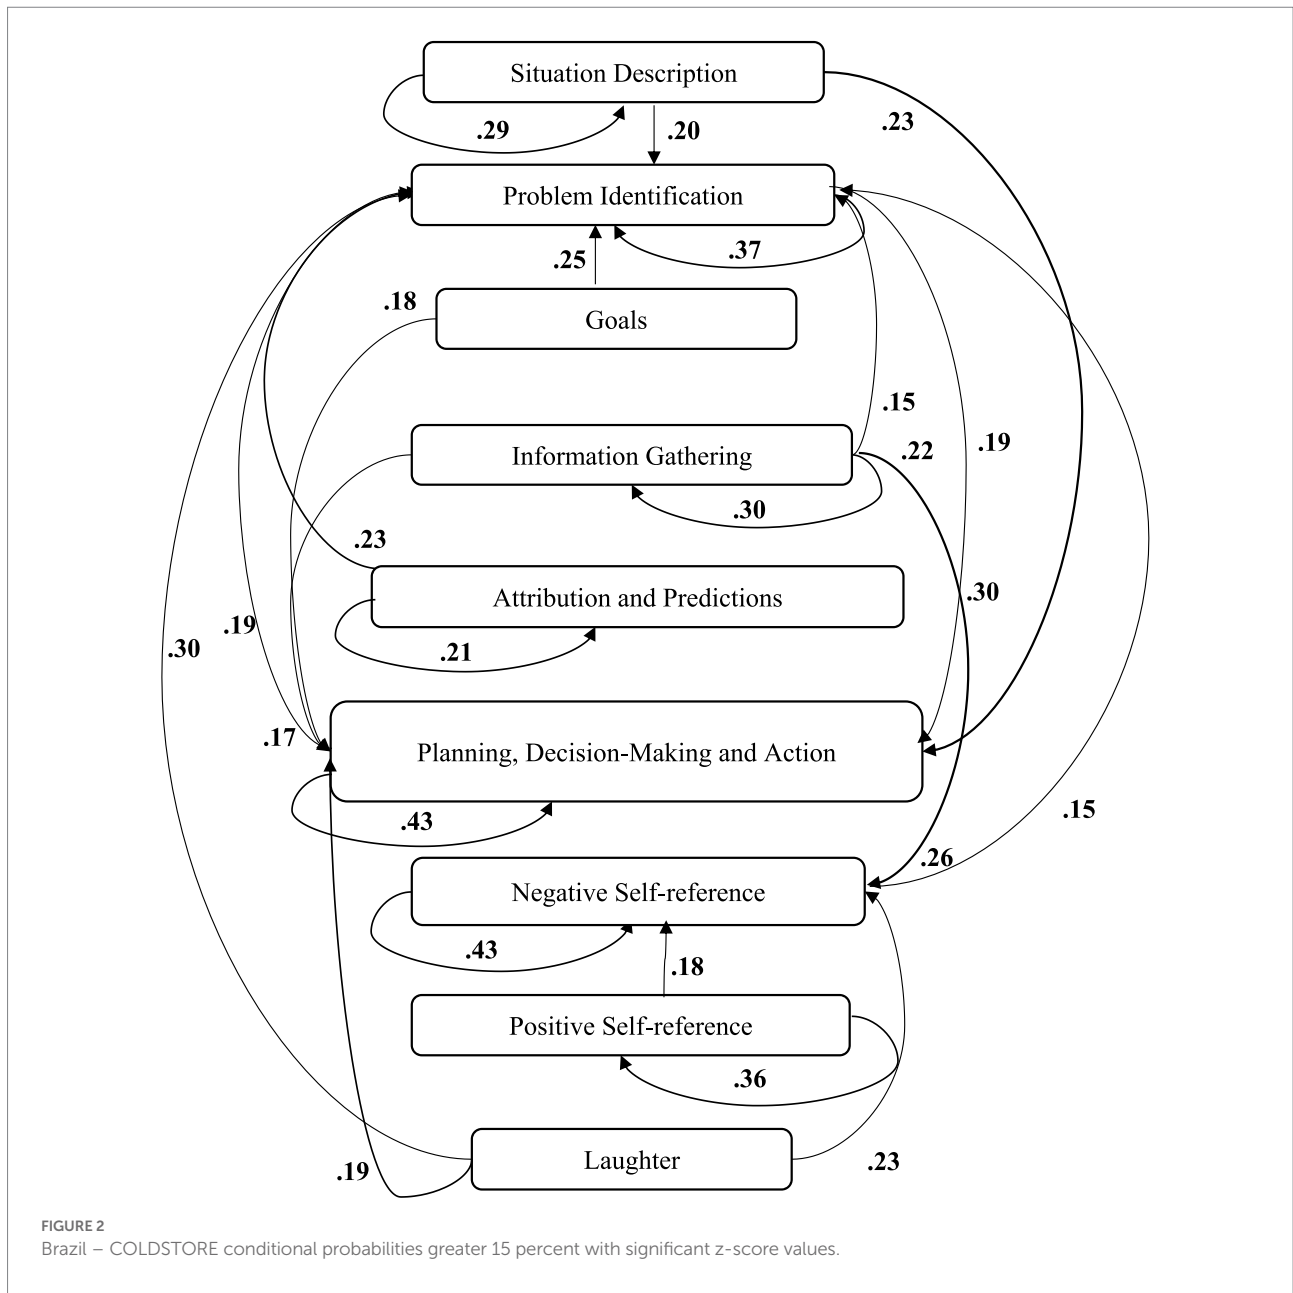 Situation Description
.23
.29
.20
Problem Identification
.37
.25
.18
Goals
.15
.22
.19
Information Gathering
.30
.23
.30
Attribution and Predictions
.19
.30
.21
.17
Planning, Decision-Making and Action
.43
.15
.26
Negative Self-reference
.43
.18
Positive Self-reference
.36
Laughter
.23
.19
FIGURE 2
Brazil – COLDSTORE conditional probabilities greater 15 percent with significant z-score values.